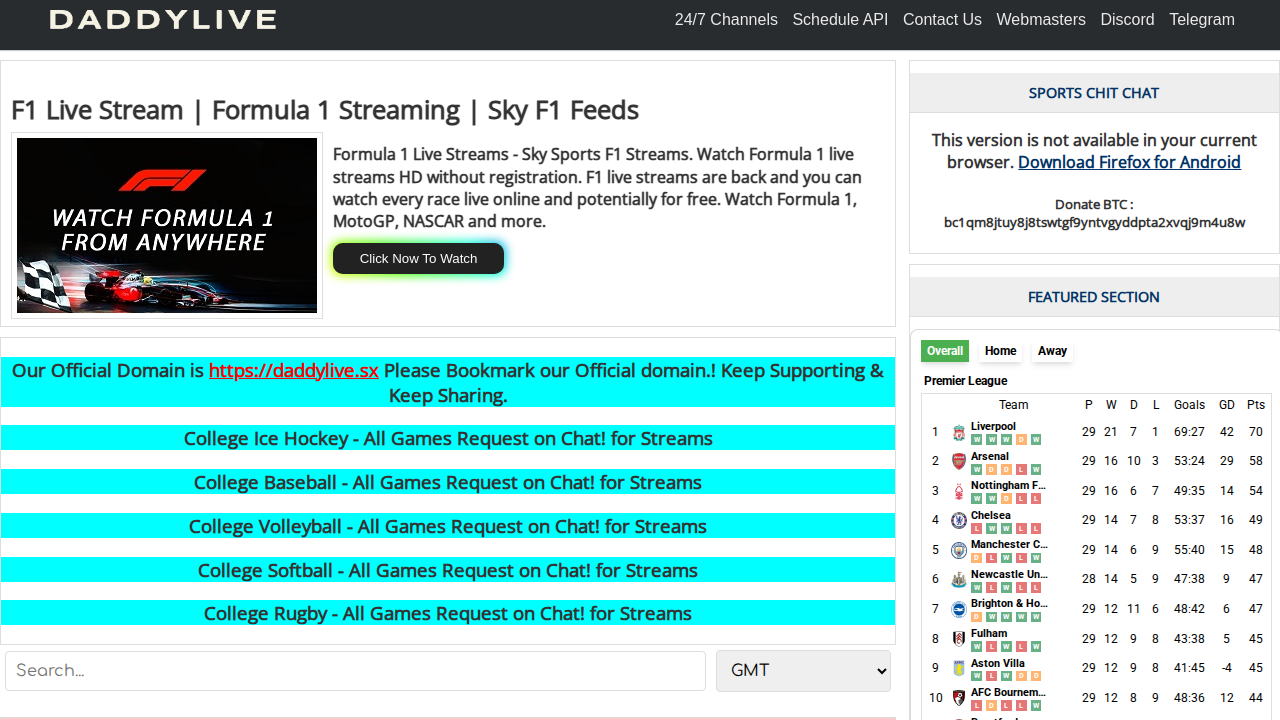 DADDYLIVE
24/7 Channels Schedule API Contact Us Webmasters Discord Telegram
F1 Live Stream | Formula 1 Streaming | Sky F1 Feeds
F1
WATCH FORMULA 1
FROM ANYWHERE
Formula 1 Live Streams - Sky Sports F1 Streams. Watch Formula 1 live
streams HD without registration. F1 live streams are back and you can
watch every race live online and potentially for free. Watch Formula 1,
MotoGP, NASCAR and more.
Click Now To Watch
Our Official Domain is https://daddylive.sx Please Bookmark our Official domain.! Keep Supporting &
Keep Sharing.
College Ice Hockey - All Games Request on Chat! for Streams
College Baseball - All Games Request on Chat! for Streams
College Volleyball - All Games Request on Chat! for Streams
College Softball - All Games Request on Chat! for Streams
College Rugby - All Games Request on Chat! for Streams
Search...
GMT
SPORTS CHIT CHAT
This version is not available in your current
browser. Download Firefox for Android
Donate BTC :
bc1qm8jtuy8j8tswtgf9yntvgyddpta2xvqj9m4u8w
FEATURED SECTION
Overall Home Away
Premier League
Team P W D L Goals GD Pts
1 Liverpool 29 21 7 1 69:27 42 70
W W W D W
2 Arsenal 29 16 10 3 53:24 29 58
W D D L W
3 Nottingham F... 29 16 6 7 49:35 14 54
W W D L L
4 Chelsea 29 14 7 8 53:37 16 49
L W W L L
5 Manchester C... 29 14 6 9 55:40 15 48
D L W L W
6 Newcastle Un... 28 14 5 9 47:38 9 47
W L W L L
7 Brighton & Ho... 29 12 11 6 48:42 6 47
D W W W W
8 Fulham 29 12 9 8 43:38 5 45
W L W L W
9 Aston Villa 29 12 9 8 41:45 -4 45
W L W D D
10 AFC Bournem... 29 12 8 9 48:36 12 44
L D L L W